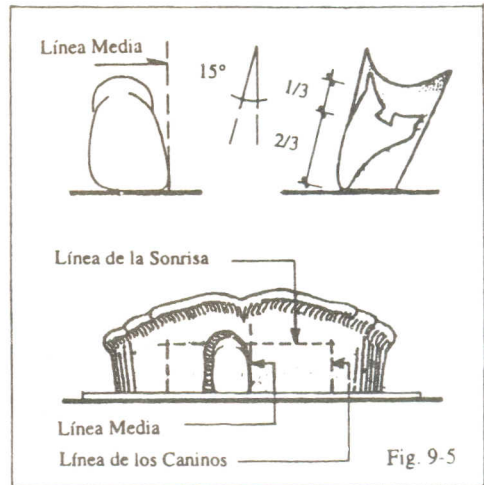 Línea Media
15°
1/3
2/3
Línea de la Sonrisa
Línea Media
Línea de los Caninos
Fig. 9-5